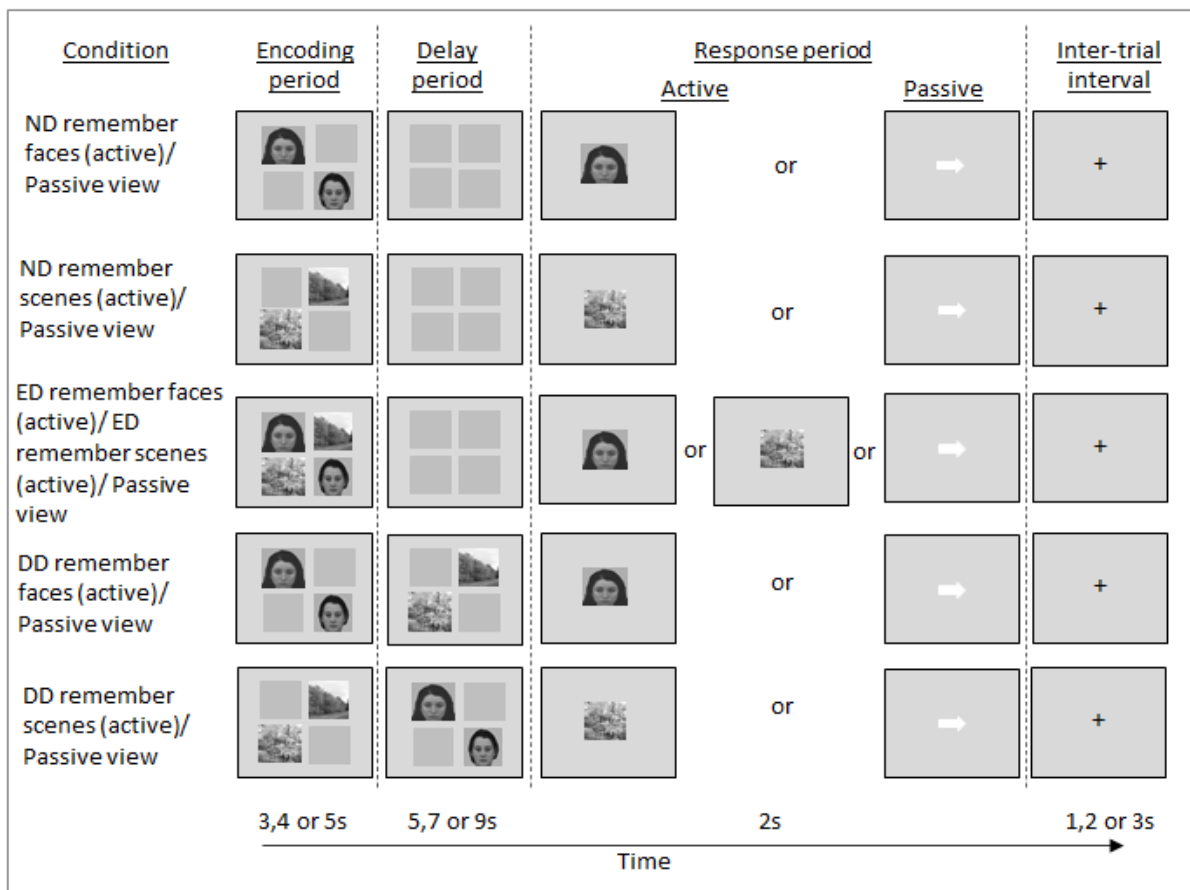 Condition
Encoding
period
Delay
period
Response period
Active
Passive
Inter-trial
interval
ND remember
faces (active)/
Passive view
or
+
ND remember
scenes (active)/
Passive view
or
+
ED remember faces
(active)/ ED
remember scenes
(active)/ Passive
view
or
or
+
DD remember
faces (active)/
Passive view
or
+
DD remember
scenes (active)/
Passive view
or
+
3,4 or 5s
5,7 or 9s
2s
1,2 or 3s
Time